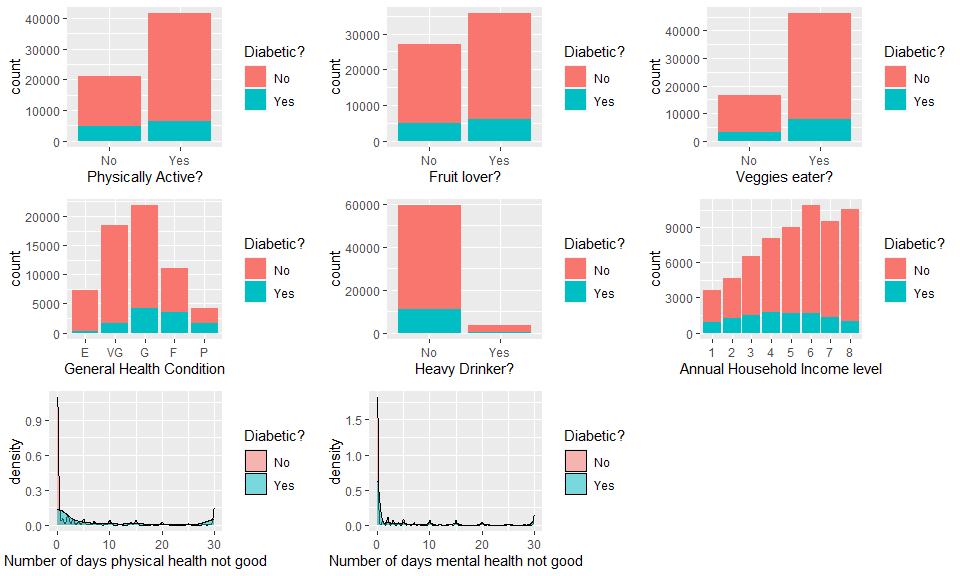 40000
30000
20000
10000
0
count
No
Yes
Physically Active?
Diabetic?
No
Yes
30000
20000
10000
0
count
No
Yes
Fruit lover?
Diabetic?
No
Yes
40000
30000
20000
10000
0
count
No
Yes
Veggies eater?
Diabetic?
No
Yes
20000
15000
10000
5000
0
count
E
VG
G
F
P
General Health Condition
Diabetic?
No
Yes
60000
40000
20000
0
count
No
Yes
Heavy Drinker?
Diabetic?
No
Yes
9000
6000
3000
0
count
1
2
3
4
5
6
7
8
Annual Household Income level
Diabetic?
No
Yes
0.9
0.6
0.3
0.0
density
0
10
20
30
Number of days physical health not good
Diabetic?
No
Yes
1.5
1.0
0.5
0.0
density
0
10
20
30
Number of days mental health not good
Diabetic?
No
Yes